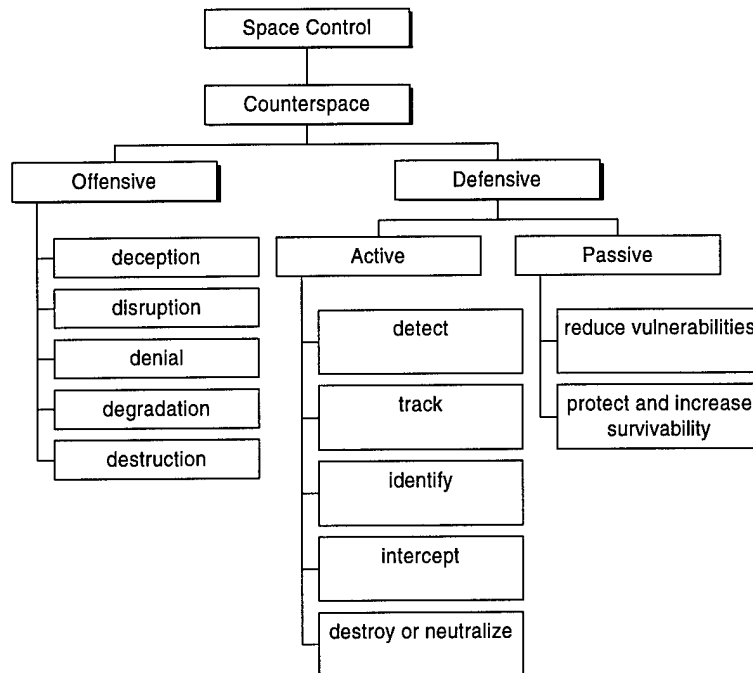 Space Control
Counterspace
Offensive
Defensive
deception
disruption
denial
degradation
destruction
Active
Passive
detect
track
identify
intercept
destroy or neutralize
reduce vulnerabilities
protect and increase
survivability